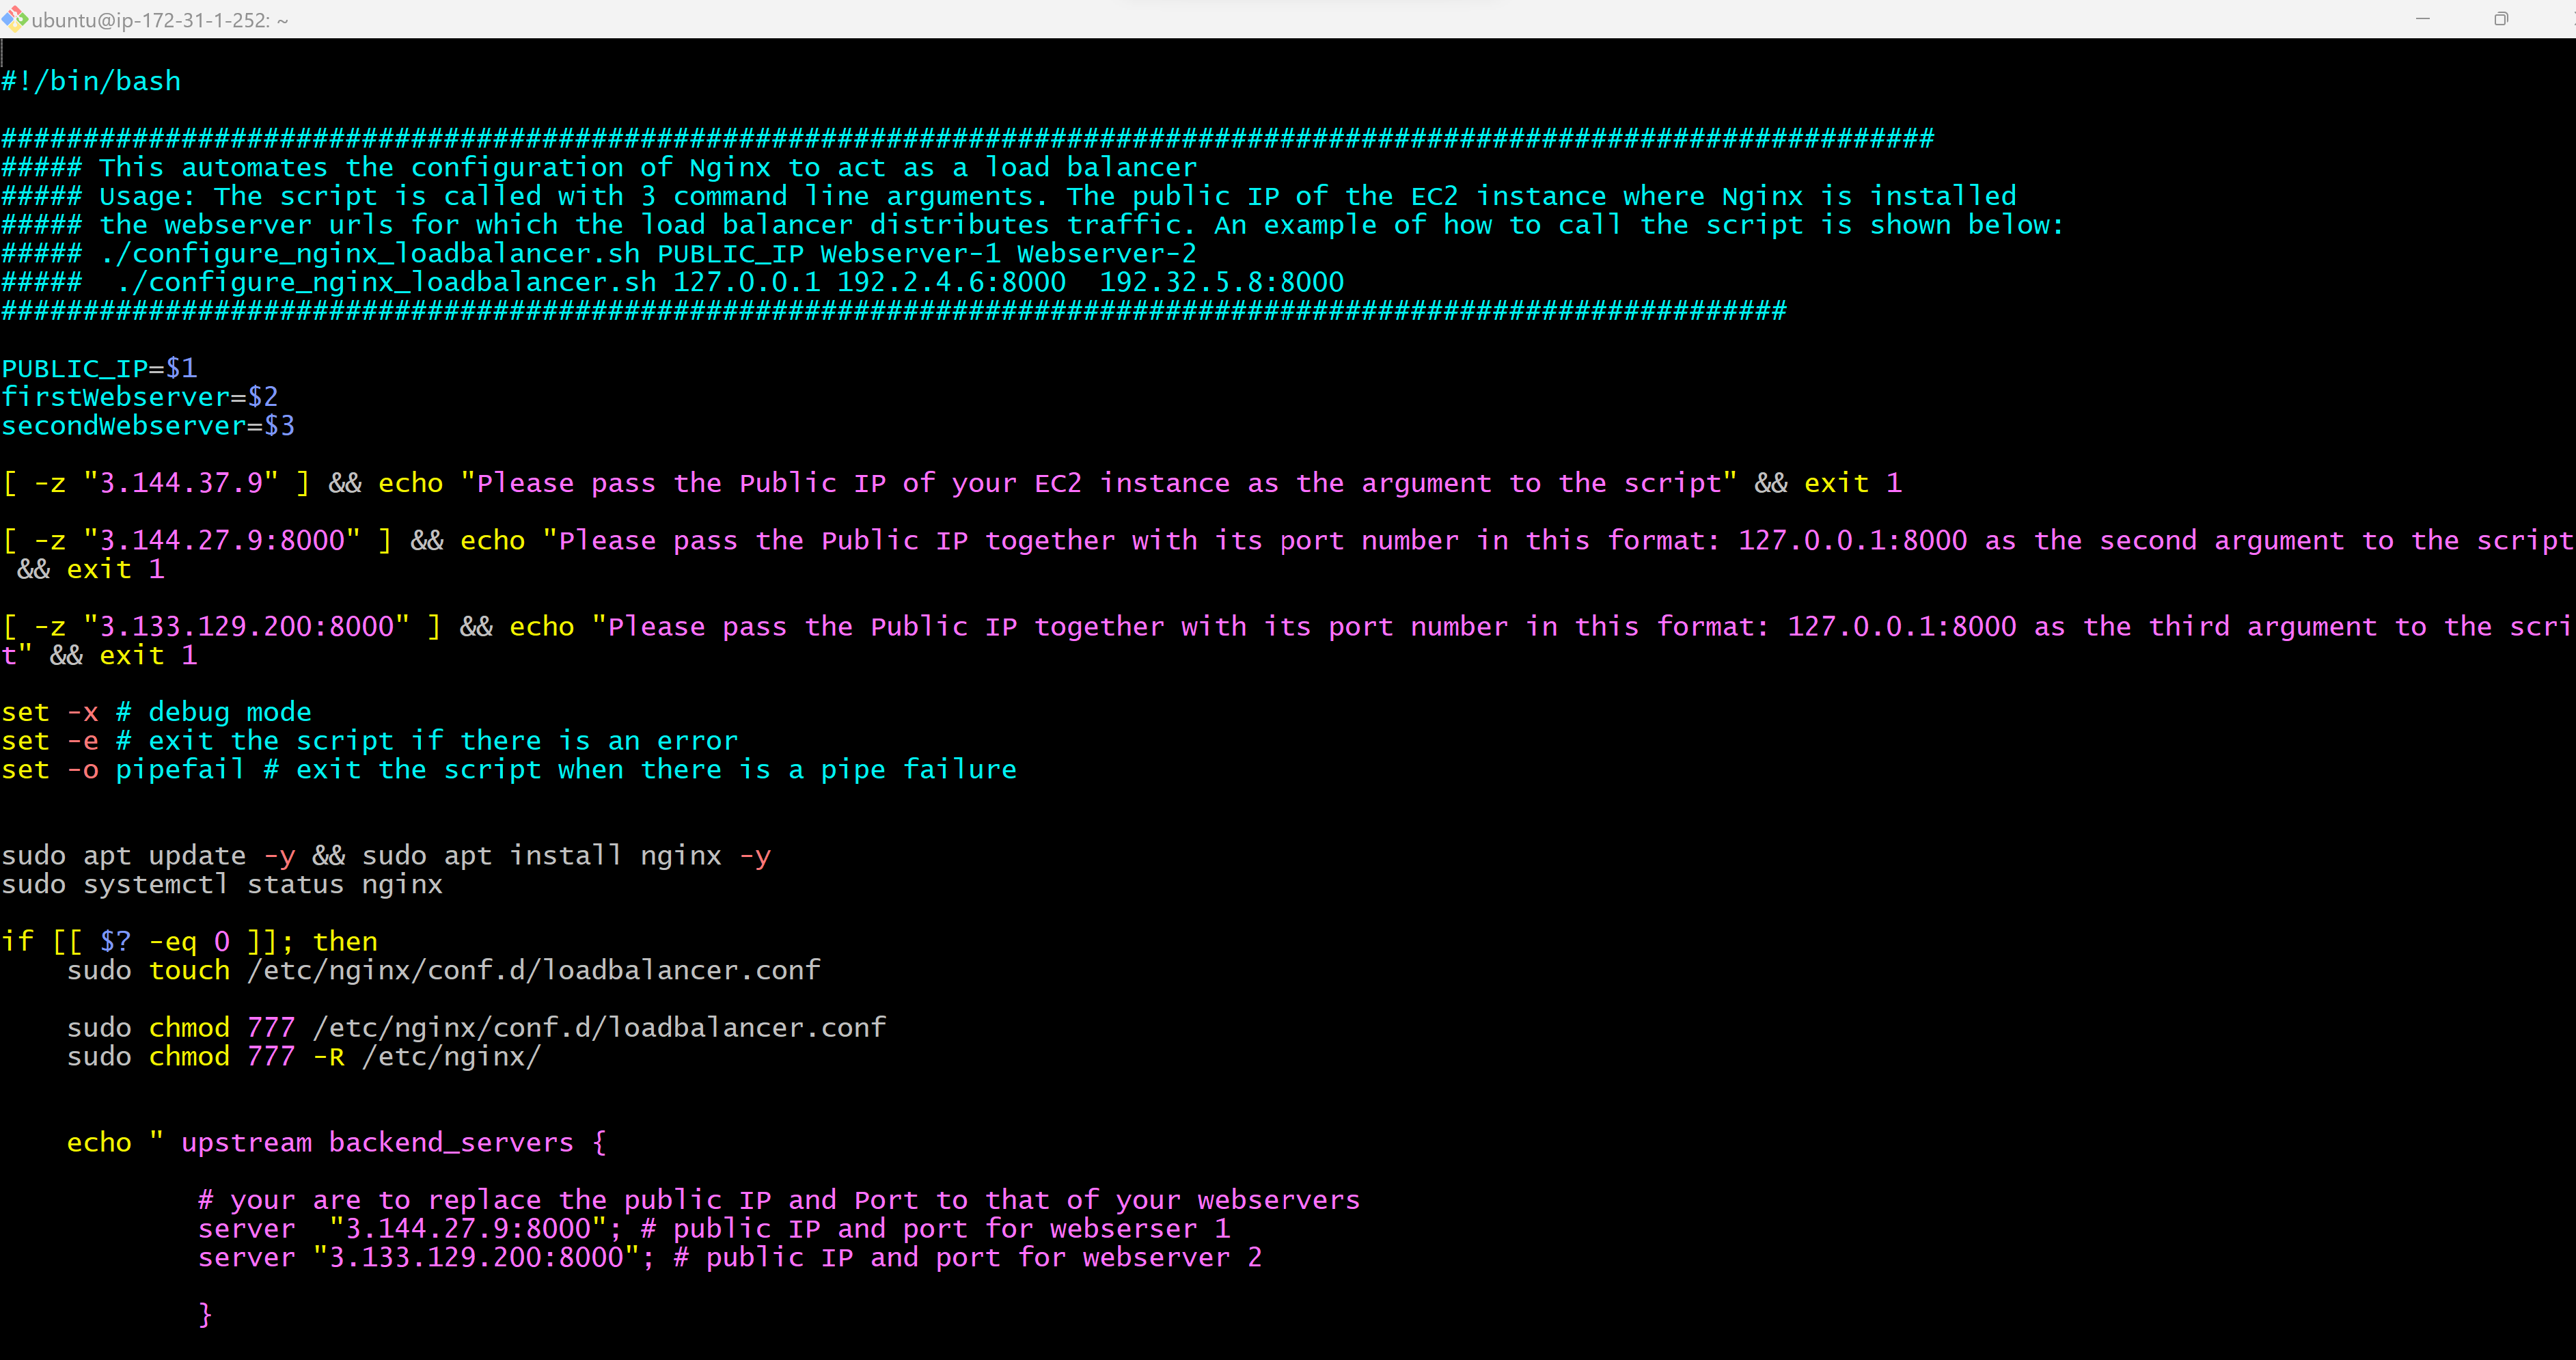 ubuntu@ip-172-31-1-252: ~
#!/bin/bash
######################################################################################################################
##### This automates the configuration of Nginx to act as a load balancer
##### Usage: The script is called with 3 command line arguments. The public IP of the EC2 instance where Nginx is installed
##### the webserver urls for which the load balancer distributes traffic. An example of how to call the script is shown below:
##### ./configure_nginx_loadbalancer.sh PUBLIC_IP Webserver-1 Webserver-2
#####  ./configure_nginx_loadbalancer.sh 127.0.0.1 192.2.4.6:8000  192.32.5.8:8000
#############################################################################################################
PUBLIC_IP=$1
firstWebserver=$2
secondWebserver=$3
[ -z "3.144.37.9" ] && echo "Please pass the Public IP of your EC2 instance as the argument to the script" && exit 1
[ -z "3.144.27.9:8000" ] && echo "Please pass the Public IP together with its port number in this format: 127.0.0.1:8000 as the second argument to the script
 && exit 1
[ -z "3.133.129.200:8000" ] && echo "Please pass the Public IP together with its port number in this format: 127.0.0.1:8000 as the third argument to the scri
t" && exit 1
set -x # debug mode
set -e # exit the script if there is an error
set -o pipefail # exit the script when there is a pipe failure
sudo apt update -y && sudo apt install nginx -y
sudo systemctl status nginx
if [[ $? -eq 0 ]]; then
    sudo touch /etc/nginx/conf.d/loadbalancer.conf
    sudo chmod 777 /etc/nginx/conf.d/loadbalancer.conf
    sudo chmod 777 -R /etc/nginx/
    echo " upstream backend_servers {
            # your are to replace the public IP and Port to that of your webservers
            server  "3.144.27.9:8000"; # public IP and port for webserser 1
            server "3.133.129.200:8000"; # public IP and port for webserver 2
            }